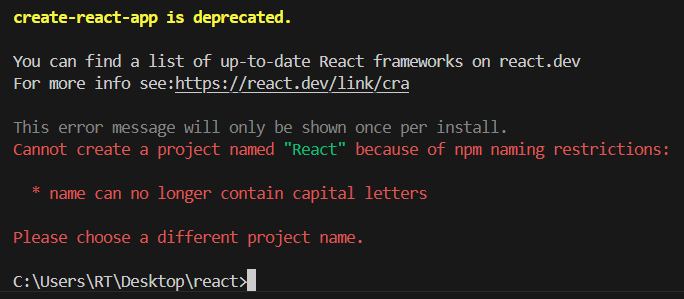 create-react-app is deprecated.
You can find a list of up-to-date React frameworks on react.dev
For more info see:https://react.dev/link/cra
This error message will only be shown once per install.
Cannot create a project named "React" because of npm naming restrictions:
* name can no longer contain capital letters
Please choose a different project name.
C:\Users\RT\Desktop\react>